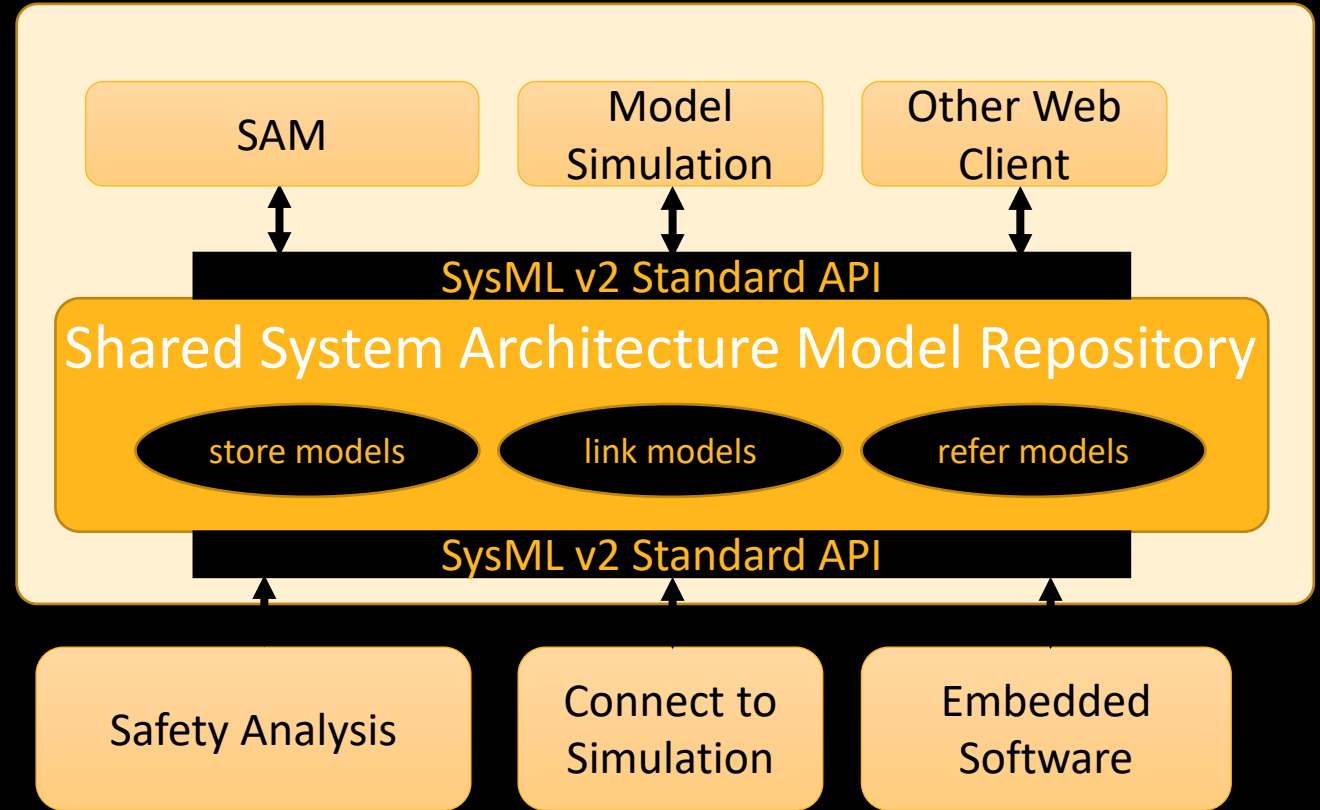 SAM
Model
Simulation
Other Web
Client
SysML v2 Standard API
Shared System Architecture Model Repository
store models
link models
refer models
SysML v2 Standard API
Safety Analysis
Connect to
Simulation
Embedded
Software